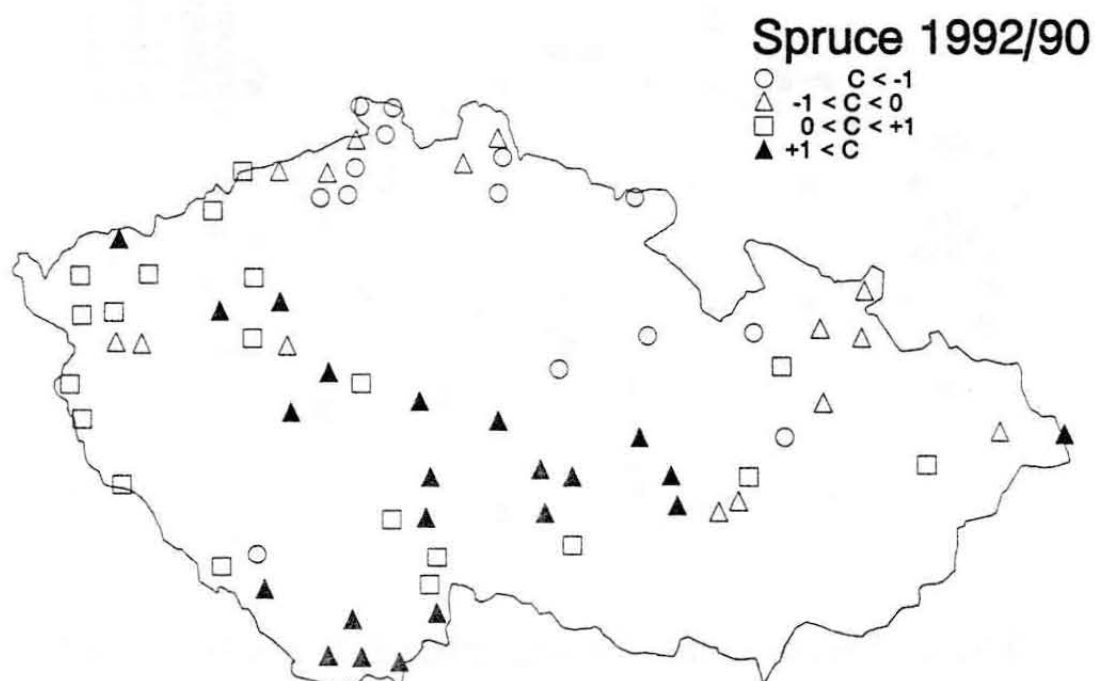 Spruce 1992/90
C < -1
-1 < C < 0
0 < C < +1
+1 < C